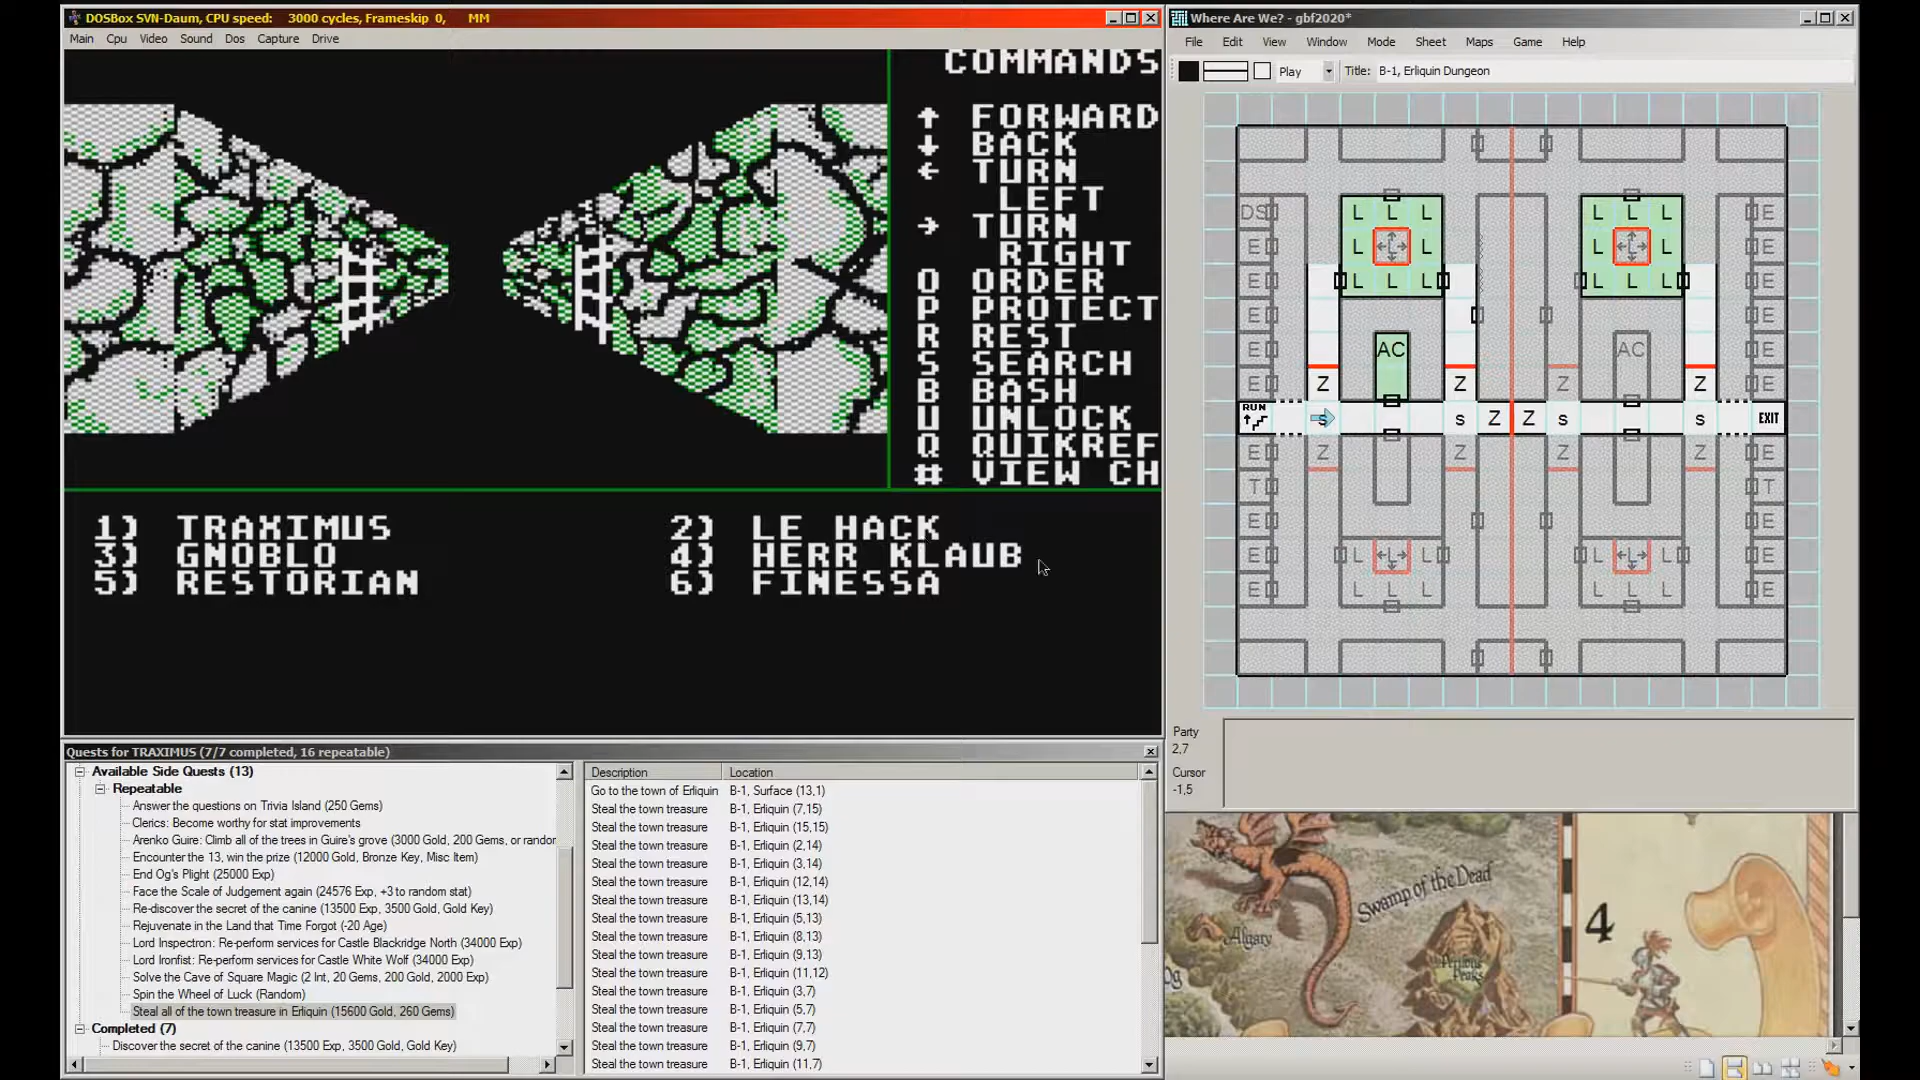 DOSBox SVN-Daum, CPU speed: 3000 cycles, Frameskip 0, MM
Main Cpu Video Sound Dos Capture Drive
COMMANDS
↑ FORWARD
↓ BACK
← TURN
LEFT
→ TURN
RIGHT
O ORDER
P PROTECT
R REST
S SEARCH
B BASH
U UNLOCK
Q QUIKREF
# VIEW CH
1) TRAXIMUS 2) LE HACK
3) GNOBLO 4) HERR KLAUB
5) RESTORIAN 6) FINESSA
Quests for TRAXIMUS (7/7 completed, 16 repeatable)
Available Side Quests (13)
Repeatable
Answer the questions on Trivia Island (250 Gems)
Clerics: Become worthy for stat improvements
Arenko Guire: Climb all of the trees in Guire's grove (3000 Gold, 200 Gems, or randor
Encounter the 13, win the prize (12000 Gold, Bronze Key, Misc Item)
End Og's Plight (25000 Exp)
Face the Scale of Judgement again (24576 Exp, +3 to random stat)
Re-discover the secret of the canine (13500 Exp, 3500 Gold, Gold Key)
Rejuvenate in the Land that Time Forgot (-20 Age)
Lord Inspectron: Re-perform services for Castle Blackridge North (34000 Exp)
Lord Ironfist: Re-perform services for Castle White Wolf (34000 Exp)
Solve the Cave of Square Magic (2 Int, 20 Gems, 200 Gold, 2000 Exp)
Spin the Wheel of Luck (Random)
Steal all of the town treasure in Erliquin (15600 Gold, 260 Gems)
Completed (7)
Discover the secret of the canine (13500 Exp, 3500 Gold, Gold Key)
Description Location
Go to the town of Erliquin B-1, Surface (13,1)
Steal the town treasure B-1, Erliquin (7,15)
Steal the town treasure B-1, Erliquin (15,15)
Steal the town treasure B-1, Erliquin (2,14)
Steal the town treasure B-1, Erliquin (3,14)
Steal the town treasure B-1, Erliquin (12,14)
Steal the town treasure B-1, Erliquin (13,14)
Steal the town treasure B-1, Erliquin (5,13)
Steal the town treasure B-1, Erliquin (8,13)
Steal the town treasure B-1, Erliquin (9,13)
Steal the town treasure B-1, Erliquin (11,12)
Steal the town treasure B-1, Erliquin (3,7)
Steal the town treasure B-1, Erliquin (5,7)
Steal the town treasure B-1, Erliquin (7,7)
Steal the town treasure B-1, Erliquin (9,7)
Steal the town treasure B-1, Erliquin (11,7)
Where Are We? - gbf2020*
File Edit View Window Mode Sheet Maps Game Help
Play Title: B-1, Erliquin Dungeon
DS L L L L L L E
E L L L L L L E
E L L L L L L E
E AC AC E
E Z Z Z Z E
RUN s s Z Z s s EXIT
E Z Z Z Z E
T T
E E
E L L L L L L E
E L L L L L L E
Party
2,7
Cursor
-1,5
Swamp of the Dead
Algary
Perilous
Peaks
4